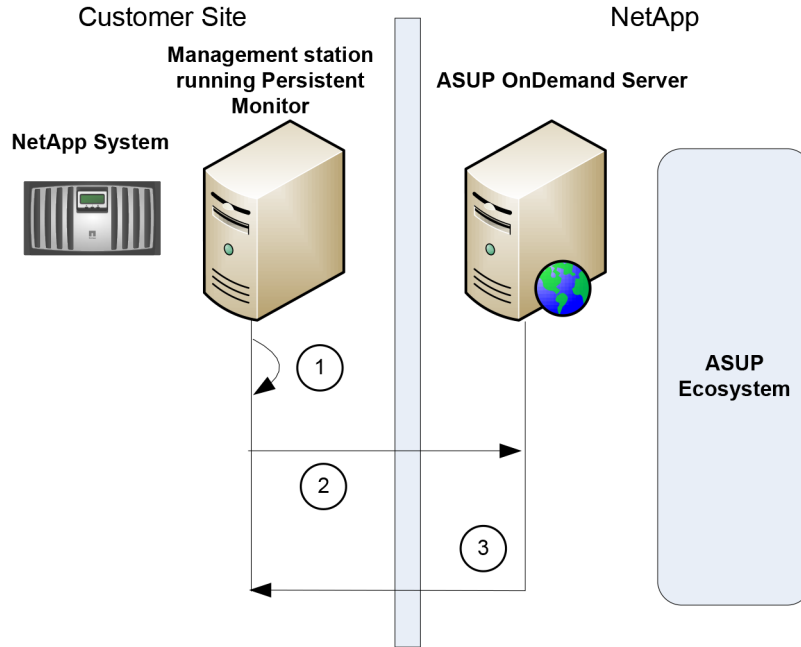 Customer Site
NetApp
Management station
running Persistent
Monitor
ASUP OnDemand Server
NetApp System
ASUP
Ecosystem
1
2
3